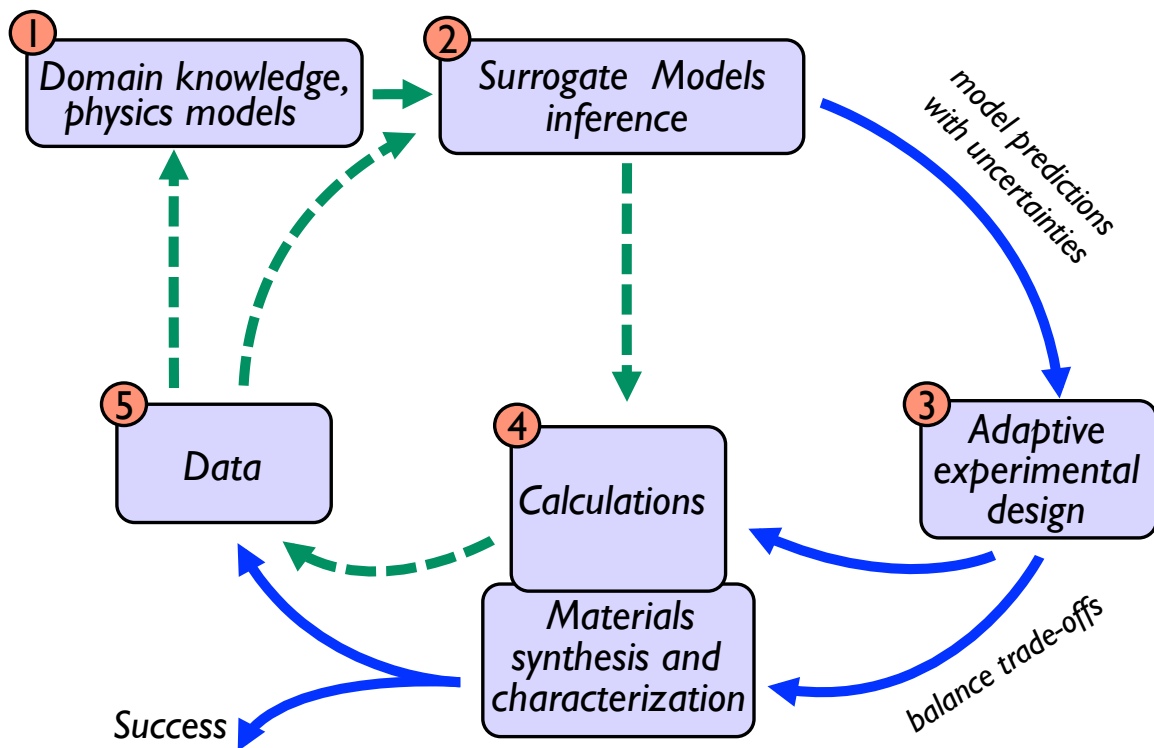 1
Domain knowledge,
physics models
2
Surrogate Models
inference
model predictions
with uncertainties
3
Adaptive
experimental
design
4
Calculations
Materials
synthesis and
characterization
5
Data
balance trade-offs
Success